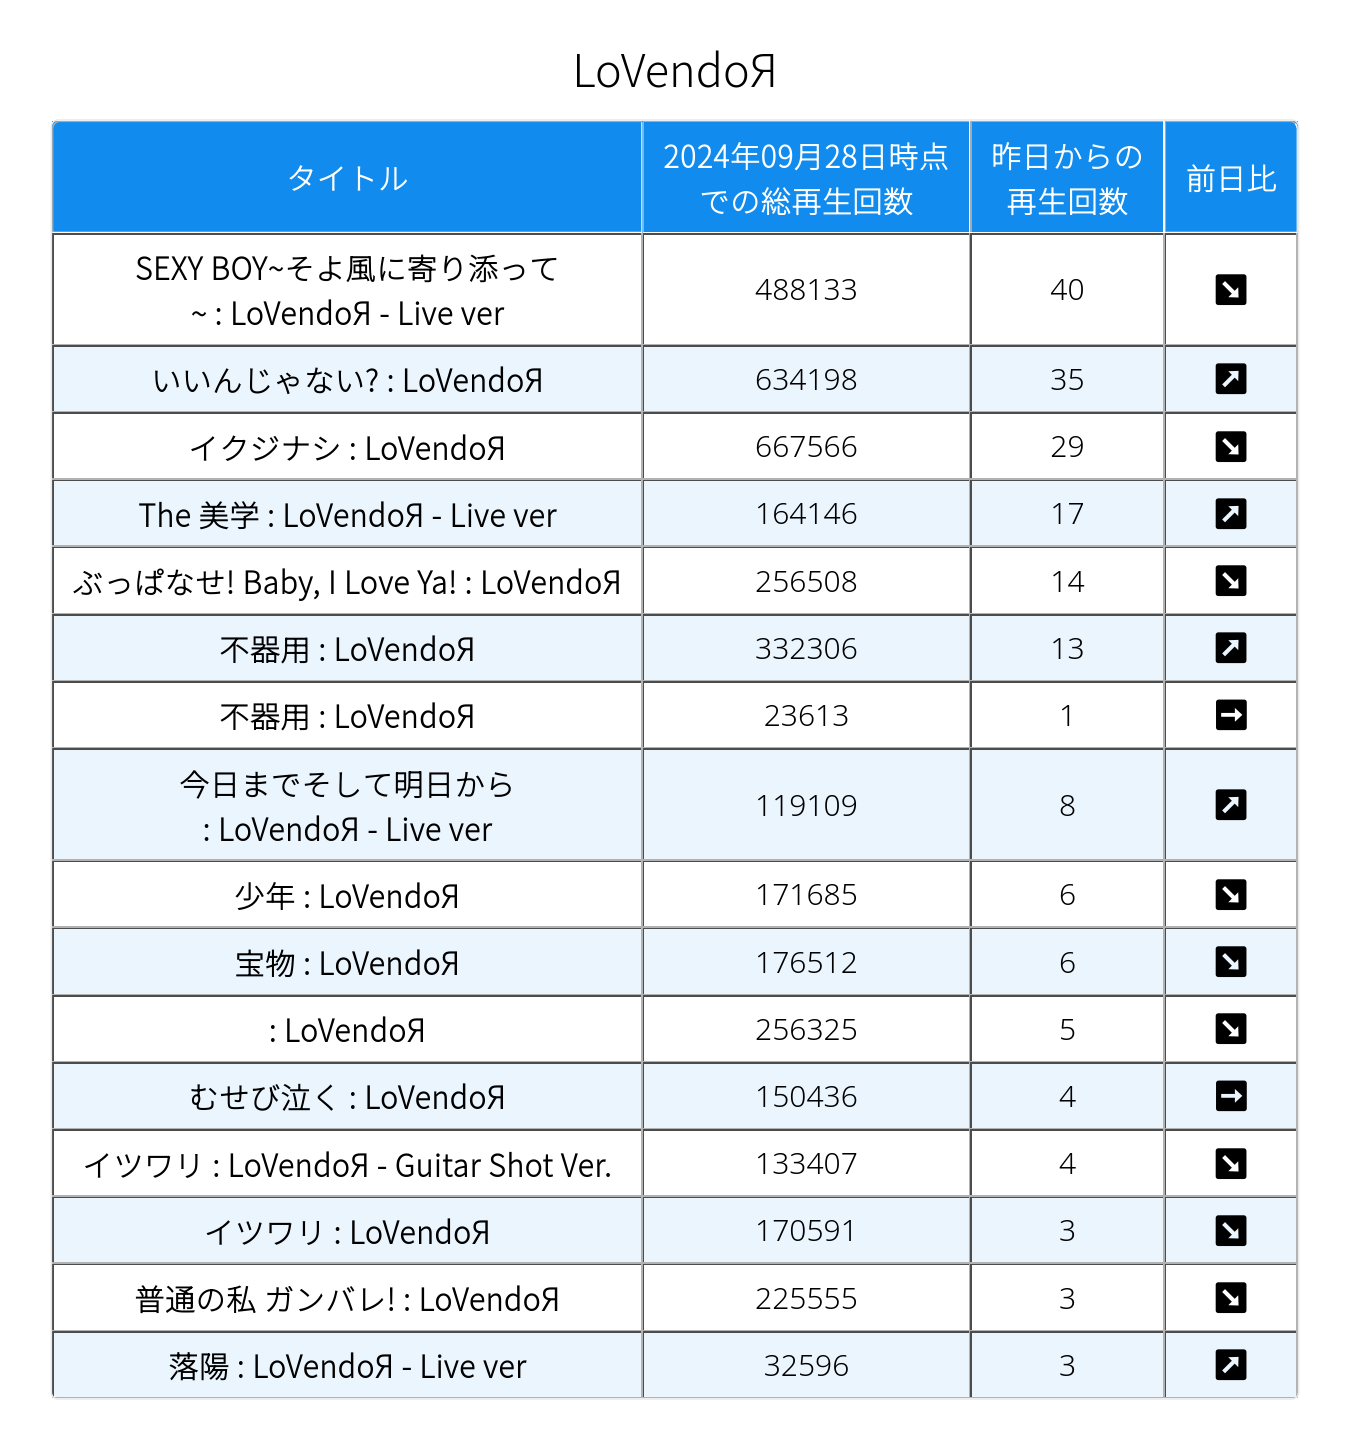 LoVendoЯ
タイトル
2024年09月28日時点
での総再生回数
昨日からの
再生回数
前日比
SEXY BOY~そよ風に寄り添って
~ : LoVendoЯ - Live ver
488133
40
いいんじゃない? : LoVendoЯ
634198
35
イクジナシ : LoVendoЯ
667566
29
The 美学 : LoVendoЯ - Live ver
164146
17
ぶっぱなせ! Baby, I Love Ya! : LoVendoЯ
256508
14
不器用 : LoVendoЯ
332306
13
不器用 : LoVendoЯ
23613
1
今日までそして明日から
: LoVendoЯ - Live ver
119109
8
少年 : LoVendoЯ
171685
6
宝物 : LoVendoЯ
176512
6
: LoVendoЯ
256325
5
むせび泣く : LoVendoЯ
150436
4
イツワリ : LoVendoЯ - Guitar Shot Ver.
133407
4
イツワリ : LoVendoЯ
170591
3
普通の私 ガンバレ! : LoVendoЯ
225555
3
落陽 : LoVendoЯ - Live ver
32596
3